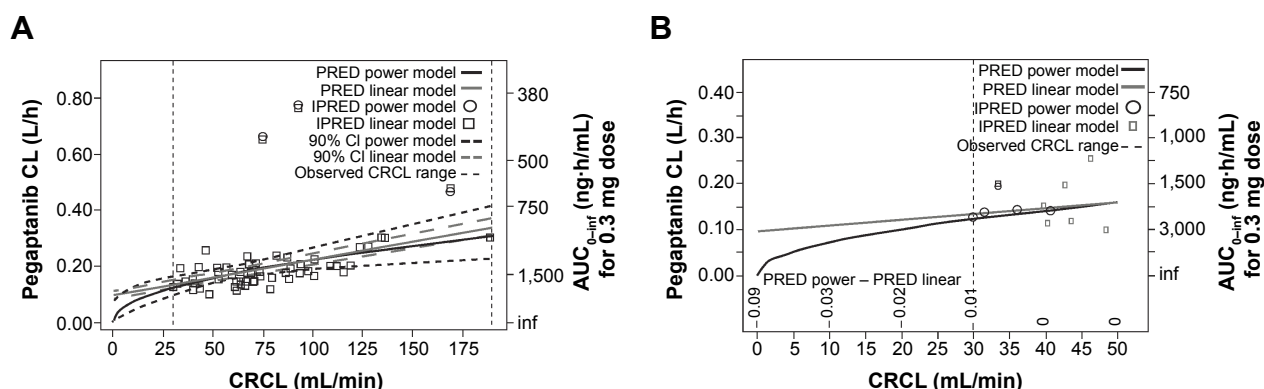 A
Pegaptanib CL (L/h)
0.80
0.60
0.40
0.20
0.00
PRED power model
PRED linear model
IPRED power model
IPRED linear model
90% CI power model
90% CI linear model
Observed CRCL range
380
500
750
1,500
inf
AUC0–inf (ng·h/mL)
for 0.3 mg dose
0 25 50 75 100 125 150 175
CRCL (mL/min)
B
Pegaptanib CL (L/h)
0.40
0.30
0.20
0.10
0.00
PRED power model
PRED linear model
IPRED power model
IPRED linear model
Observed CRCL range
750
1,000
1,500
3,000
inf
AUC0–inf (ng·h/mL)
for 0.3 mg dose
PRED power – PRED linear
0.09 0.03 0.02 0.01 0 0
0 5 10 15 20 25 30 35 40 45 50
CRCL (mL/min)